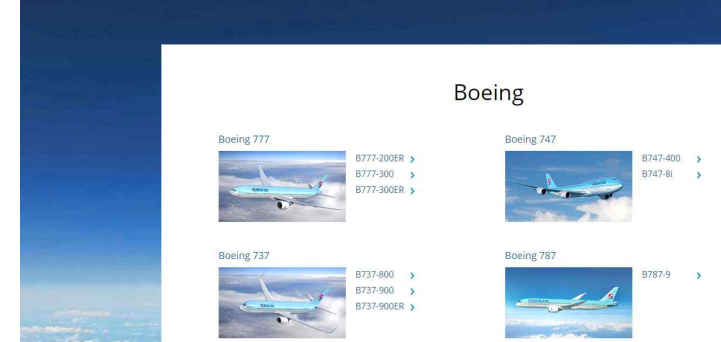 Boeing
Boeing 777
B777-200ER
B777-300
B777-300ER
Boeing 747
B747-400
B747-8i
Boeing 737
B737-800
B737-900
B737-900ER
Boeing 787
B787-9